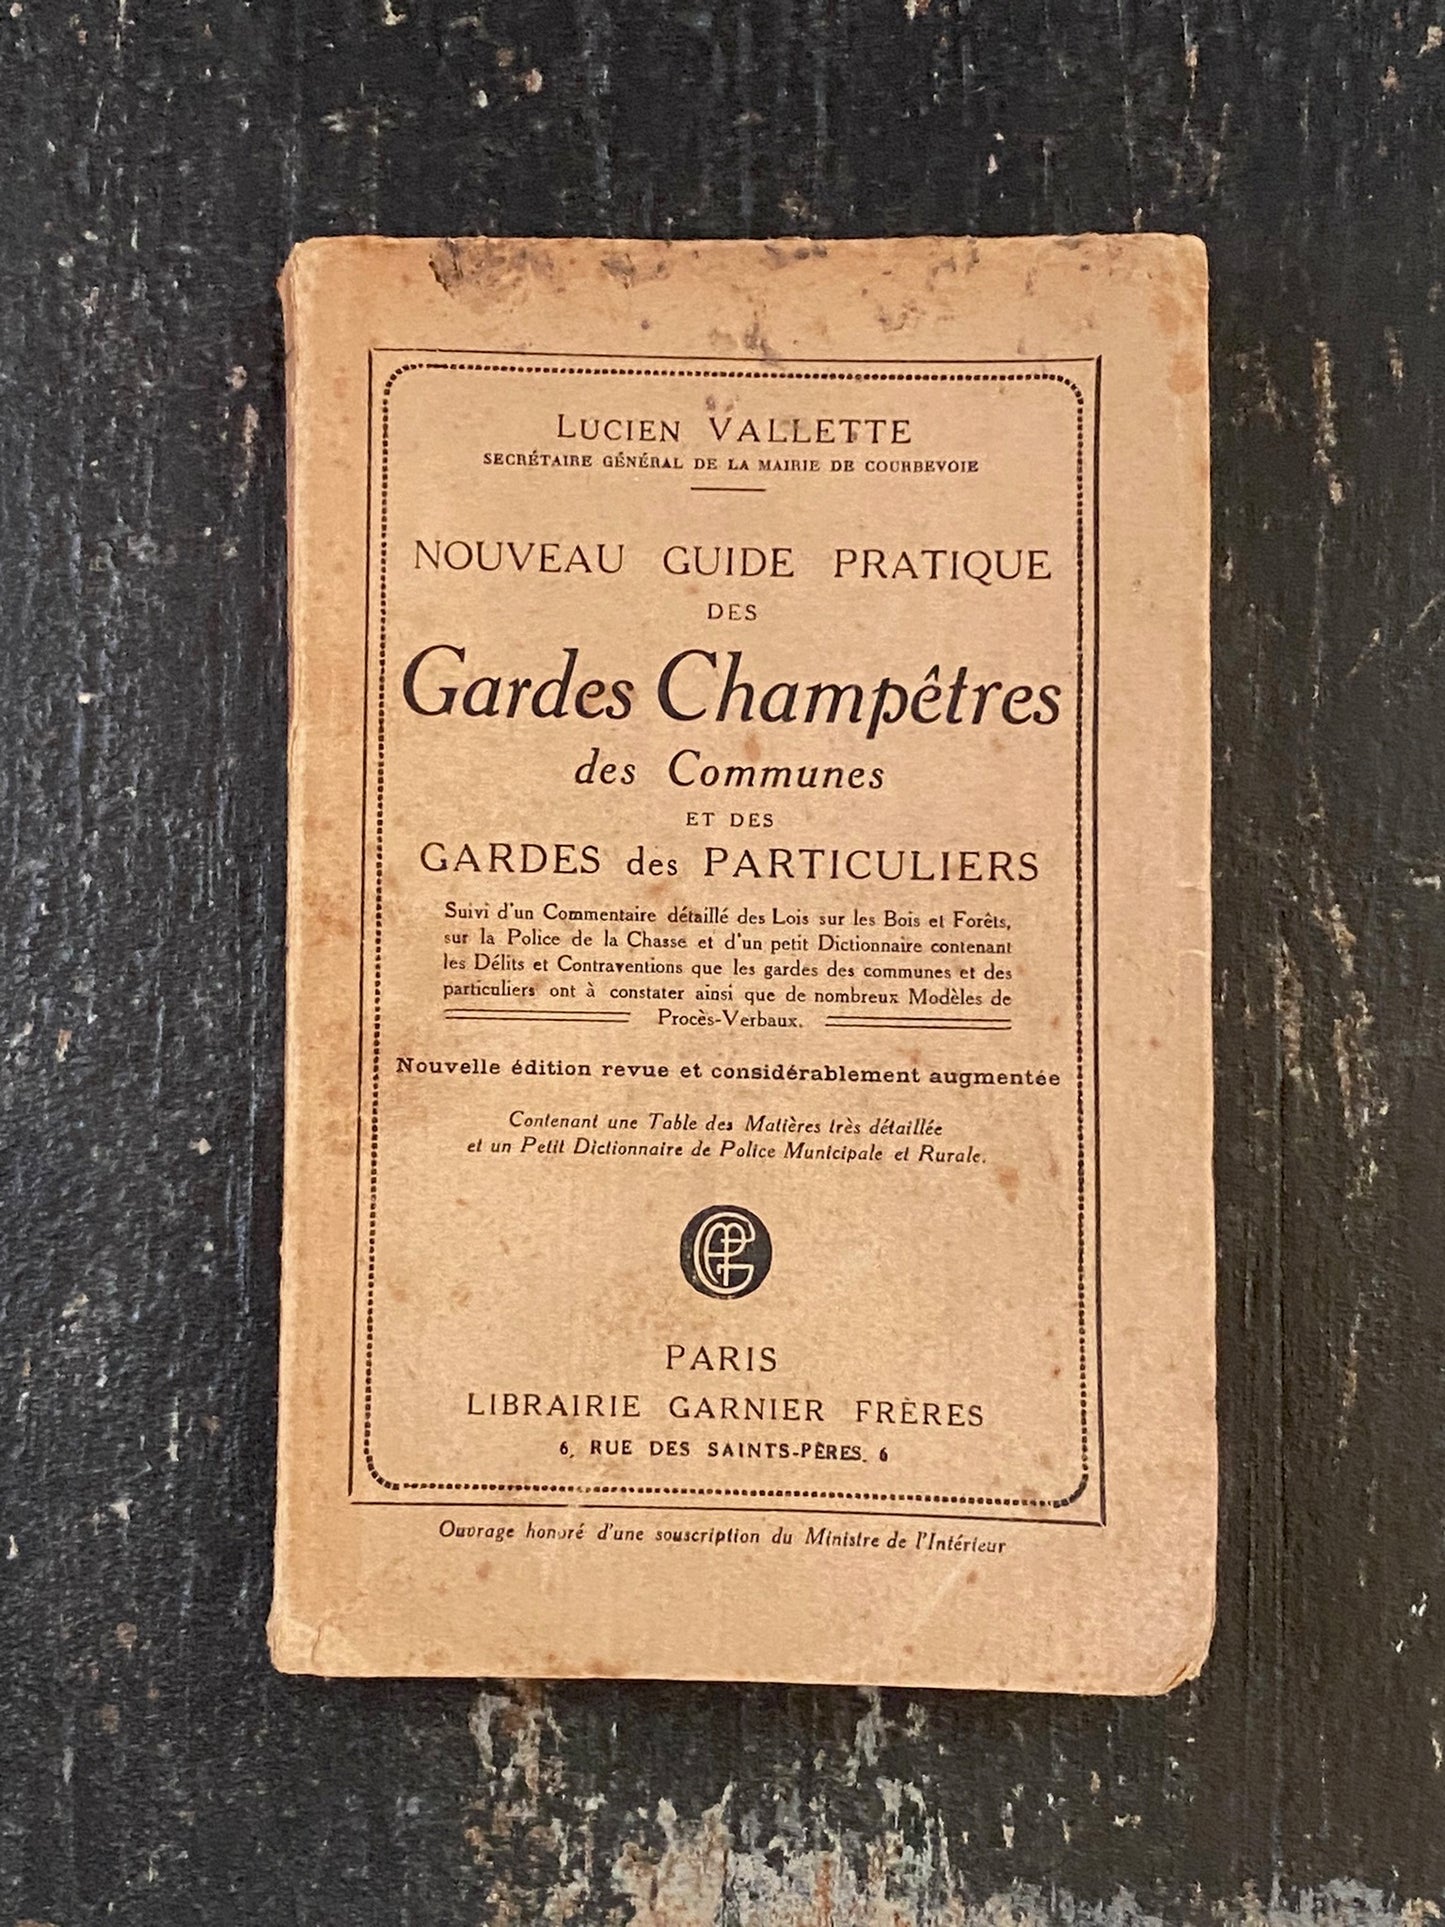 LUCIEN VALLETTE
SECRÉTAIRE GÉNÉRAL DE LA MAIRIE DE COURBEVOIE
NOUVEAU GUIDE PRATIQUE
DES
Gardes Champêtres
des Communes
ET DES
GARDES des PARTICULIERS
Suivi d'un Commentaire détaillé des Lois sur les Bois et Forêts,
sur la Police de la Chasse et d'un petit Dictionnaire contenant
les Délits et Contraventions que les gardes des communes et des
particuliers ont à constater ainsi que de nombreux Modèles de
Procès-Verbaux.
Nouvelle édition revue et considérablement augmentée
Contenant une Table des Matières très détaillée
et un Petit Dictionnaire de Police Municipale et Rurale.
PARIS
LIBRAIRIE GARNIER FRÈRES
6, RUE DES SAINTS-PÈRES, 6
Ouvrage honoré d'une souscription du Ministre de l'Intérieur